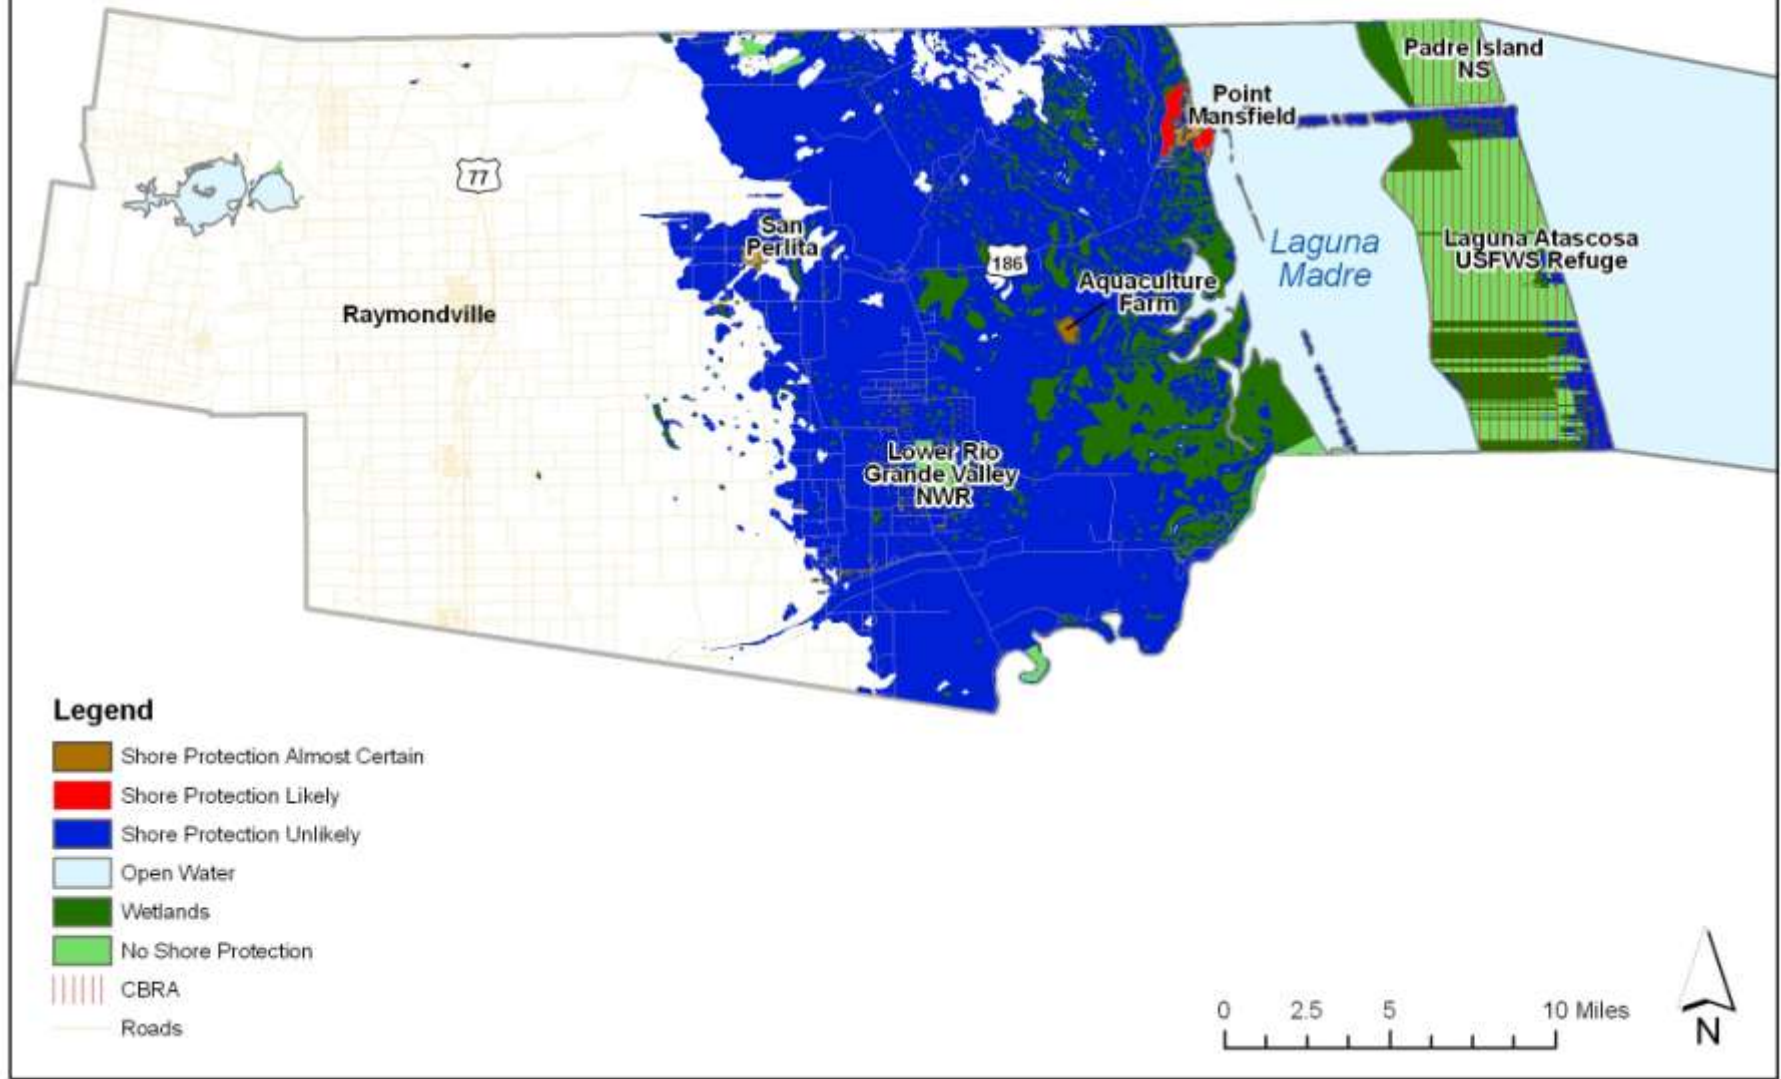 Padre Island
NS
Point
Mansfield
77
San
Perlita
186
Laguna
Madre
Laguna Atascosa
USFWS Refuge
Aquaculture
Farm
Raymondville
Lower Rio
Grande Valley
NWR
Legend
Shore Protection Almost Certain
Shore Protection Likely
Shore Protection Unlikely
Open Water
Wetlands
No Shore Protection
CBRA
Roads
0 2.5 5 10 Miles
N